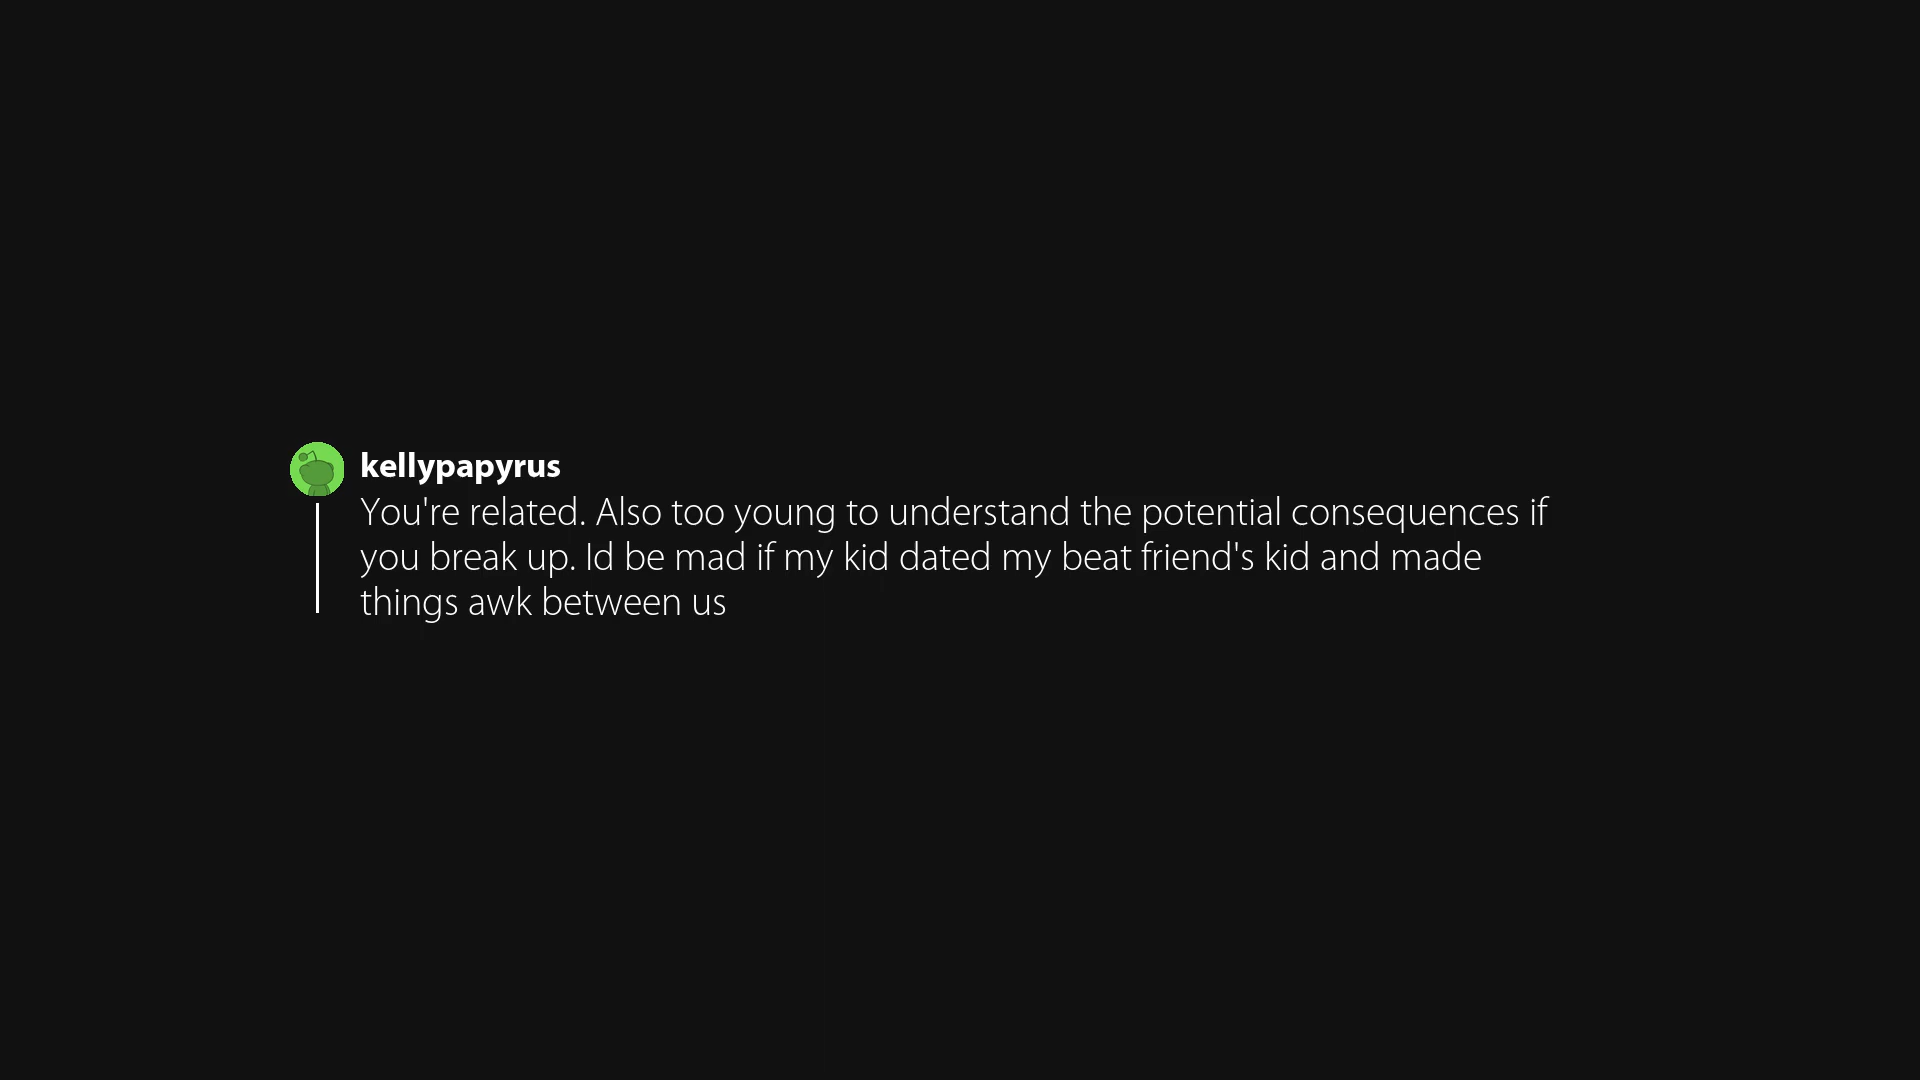 kellypapyrus
You're related. Also too young to understand the potential consequences if
you break up. Id be mad if my kid dated my beat friend's kid and made
things awk between us